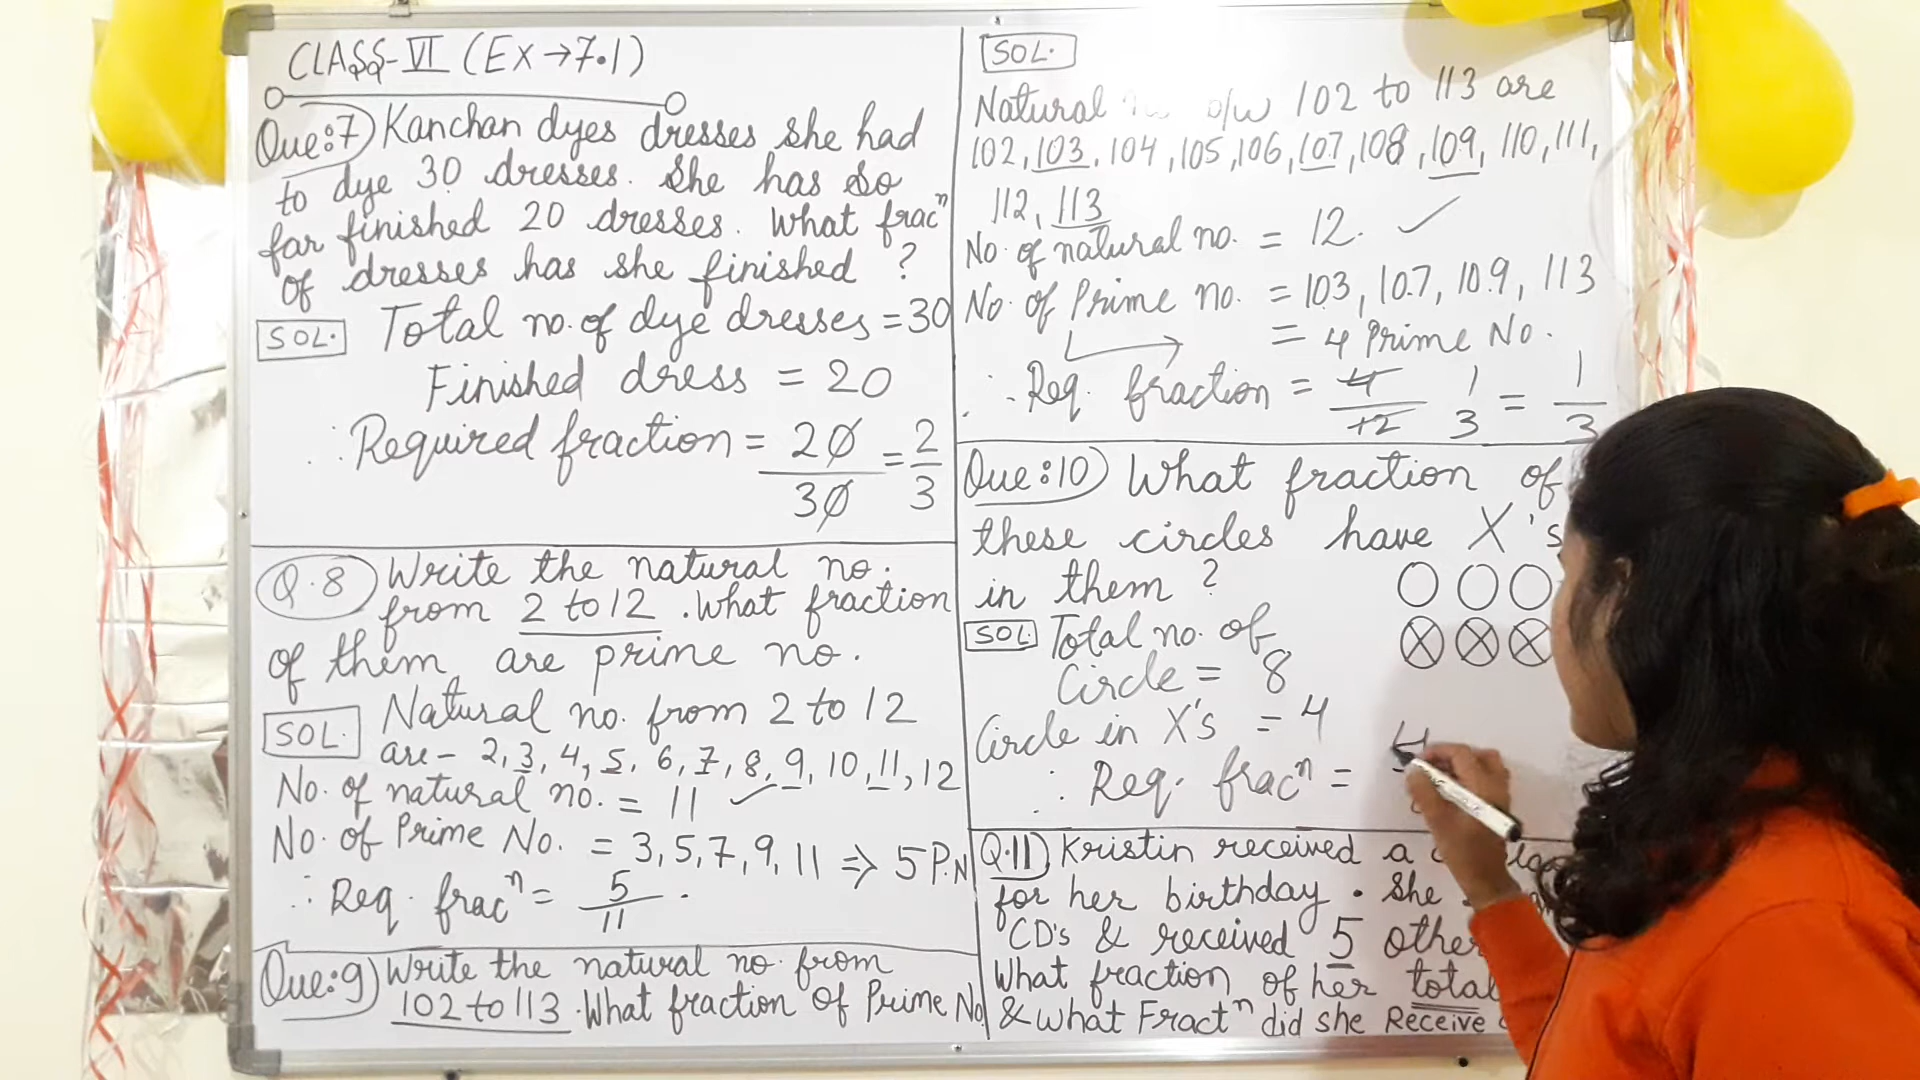 CLASS-VI (EX→7.1)
Que:7) Kanchan dyes dresses she had
to dye 30 dresses. She has so
far finished 20 dresses. What fracⁿ
of dresses has she finished ?
SOL. Total no. of dye dresses = 30
Finished dress = 20
∴ Required fraction = 20/30 = 2/3
Q.8 Write the natural no.
from 2 to 12 . What fraction
of them are prime no.
SOL. Natural no. from 2 to 12
are - 2, 3, 4, 5, 6, 7, 8, 9, 10, 11, 12
No. of natural no. = 11 ✓
No. of Prime No. = 3, 5, 7, 9, 11 ⇒ 5 P.N
∴ Req. fracⁿ = 5/11 .
Que:9) Write the natural no. from
102 to 113 . What fraction of Prime No.
SOL.
Natural b/w 102 to 113 are
102, 103, 104, 105, 106, 107, 108, 109, 110, 111,
112, 113
No. of natural no. = 12. ✓
No. of Prime no. = 103, 107, 109, 113
= 4 Prime No.
∴ Req. fraction = 4/12 1/3 = 1/3
Que:10) What fraction of
these circles have X's
in them ?
SOL. Total no. of
Circle = 8
Circle in X's = 4
∴ Req. fracⁿ = 4
Q.11) Kristin received a
for her birthday . She
CD's & received 5 other
What fraction of her total
& what Fractⁿ did she Receive